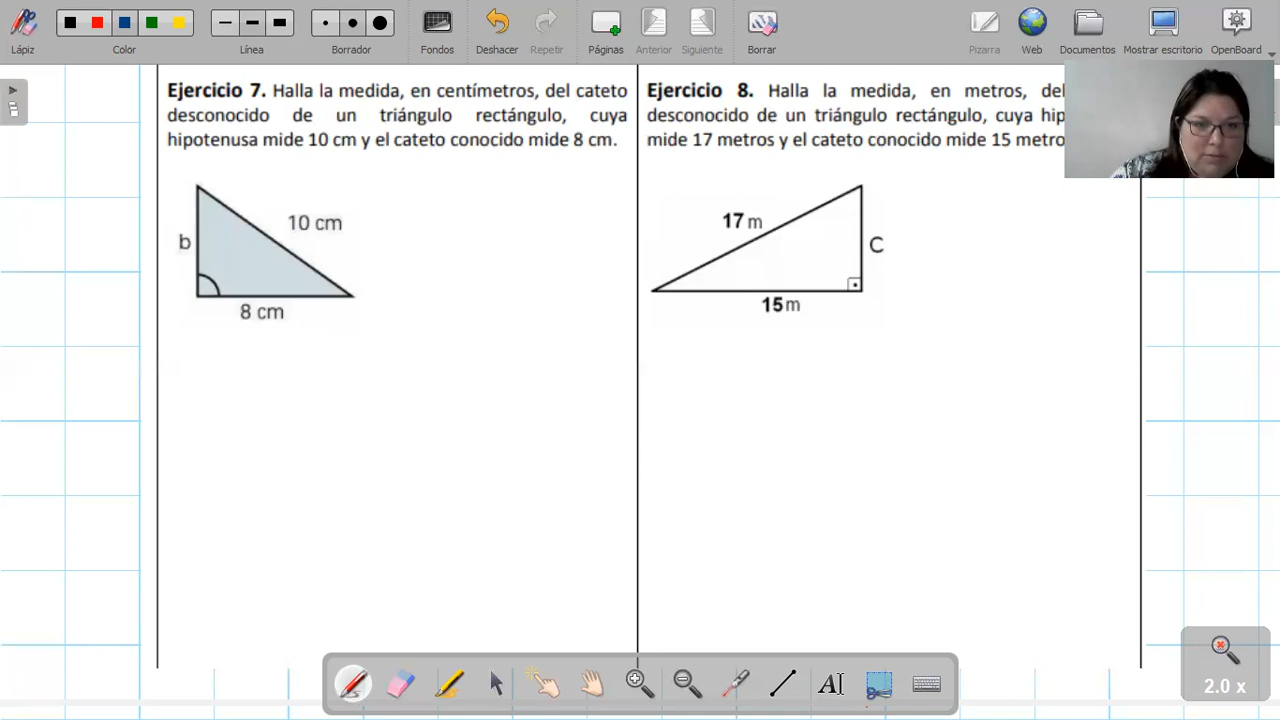 Lápiz Color Línea Borrador Fondos Deshacer Repetir Páginas Anterior Siguiente Borrar Pizarra Web Documentos Mostrar escritorio OpenBoard
Ejercicio 7. Halla la medida, en centímetros, del cateto
desconocido de un triángulo rectángulo, cuya
hipotenusa mide 10 cm y el cateto conocido mide 8 cm.
10 cm
b
8 cm
Ejercicio 8. Halla la medida, en metros, del
desconocido de un triángulo rectángulo, cuya hip
mide 17 metros y el cateto conocido mide 15 metro
17 m
C
15 m
2.0 x